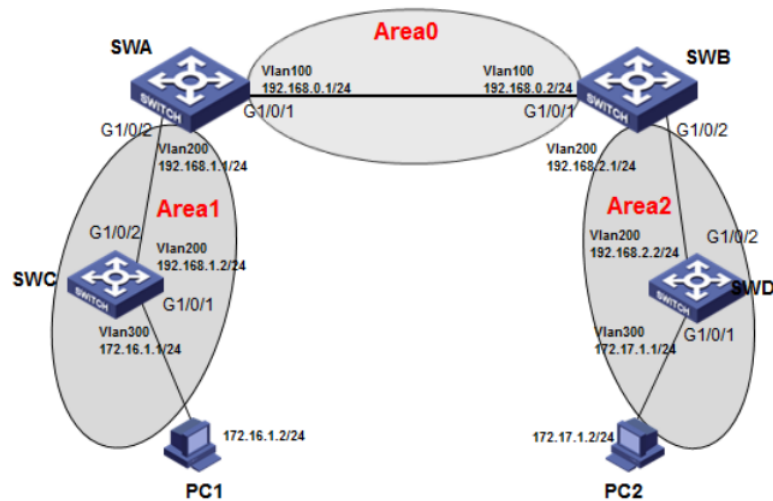 Area0
SWA
SWB
Vlan100
192.168.0.1/24
Vlan100
192.168.0.2/24
SWITCH
G1/0/1
G1/0/1
SWITCH
G1/0/2
G1/0/2
Vlan200
192.168.1.1/24
Vlan200
192.168.2.1/24
Area1
Area2
G1/0/2
Vlan200
192.168.1.2/24
Vlan200
192.168.2.2/24
G1/0/2
SWC
SWITCH
G1/0/1
SWD
SWITCH
Vlan300
172.16.1.1/24
Vlan300
172.17.1.1/24
G1/0/1
172.16.1.2/24
172.17.1.2/24
PC1
PC2